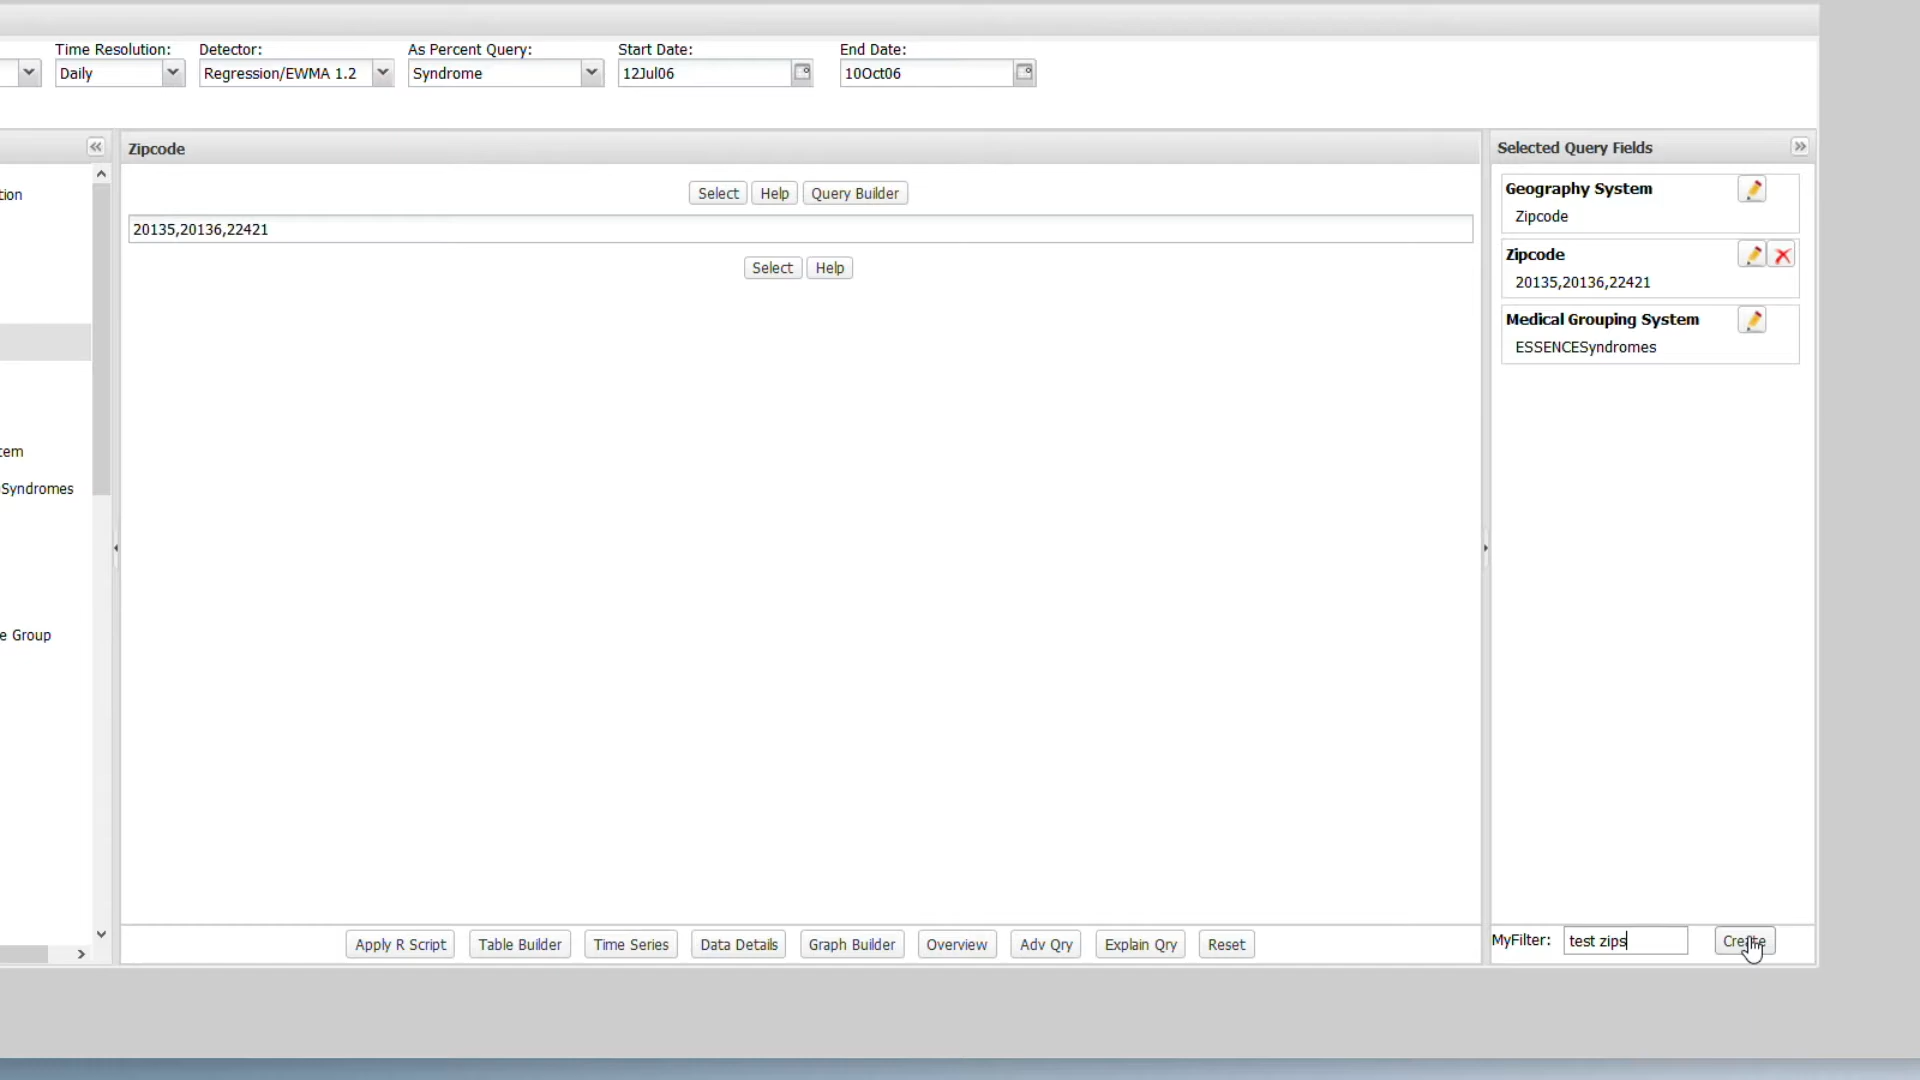 Time Resolution: Detector: As Percent Query: Start Date: End Date:
Daily Regression/EWMA 1.2 Syndrome 12Jul06 10Oct06
Zipcode
Select Help Query Builder
20135,20136,22421
Select Help
tion
tem
Syndromes
e Group
Selected Query Fields
Geography System
Zipcode
Zipcode
20135,20136,22421
Medical Grouping System
ESSENCESyndromes
Apply R Script Table Builder Time Series Data Details Graph Builder Overview Adv Qry Explain Qry Reset
MyFilter: test zips Create